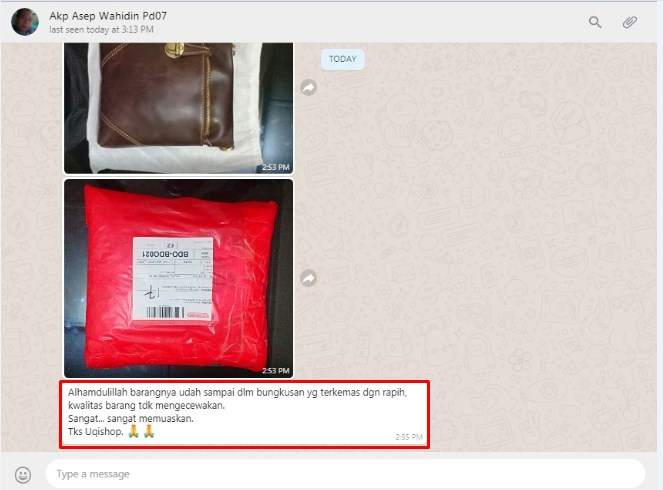 Akp Asep Wahidin Pd07
last seen today at 3:13 PM
TODAY
2:53 PM
BDO-BDO021
2:53 PM
Alhamdulillah barangnya udah sampai dlm bungkusan yg terkemas dgn rapih,
kwalitas barang tdk mengecewakan.
Sangat... sangat memuaskan.
Tks Uqishop. 🙏 🙏
2:55 PM
Type a message